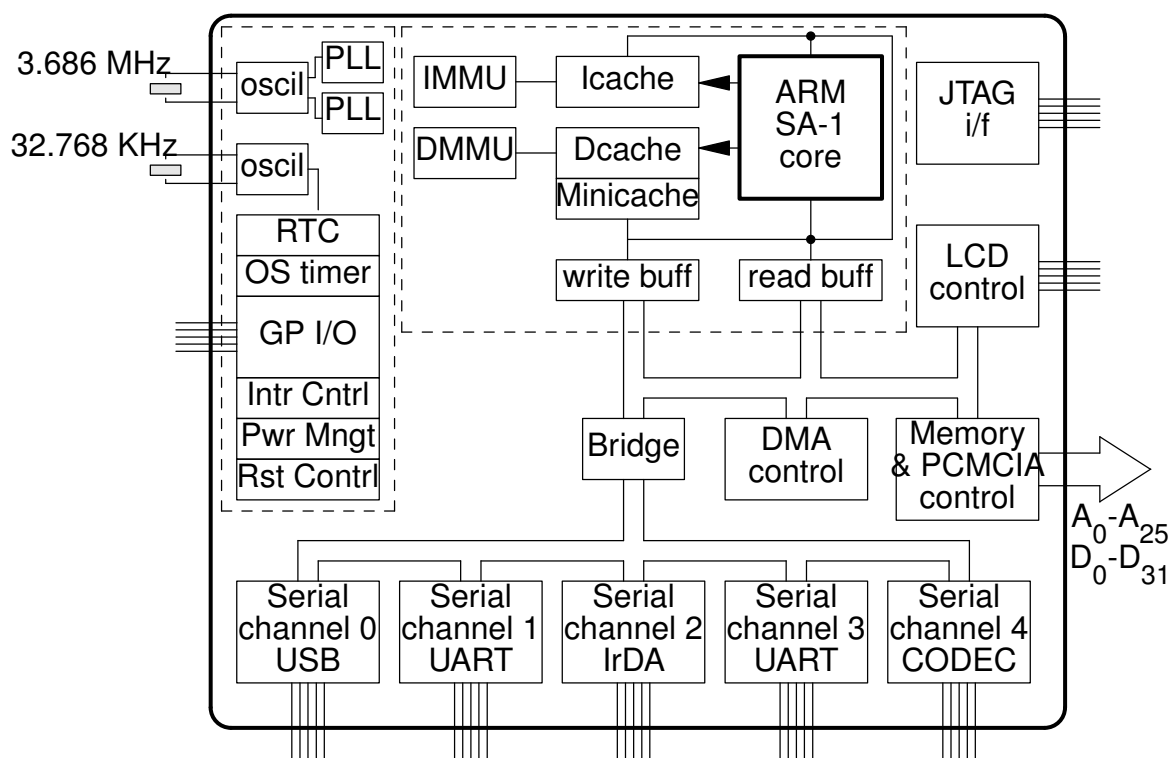 3.686 MHz
32.768 KHz
oscil
PLL
PLL
oscil
RTC
OS timer
GP I/O
Intr Cntrl
Pwr Mngt
Rst Contrl
IMMU
Icache
DMMU
Dcache
Minicache
ARM
SA-1
core
write buff
read buff
JTAG
i/f
LCD
control
Bridge
DMA
control
Memory
& PCMCIA
control
A0-A25
D0-D31
Serial
channel 0
USB
Serial
channel 1
UART
Serial
channel 2
IrDA
Serial
channel 3
UART
Serial
channel 4
CODEC